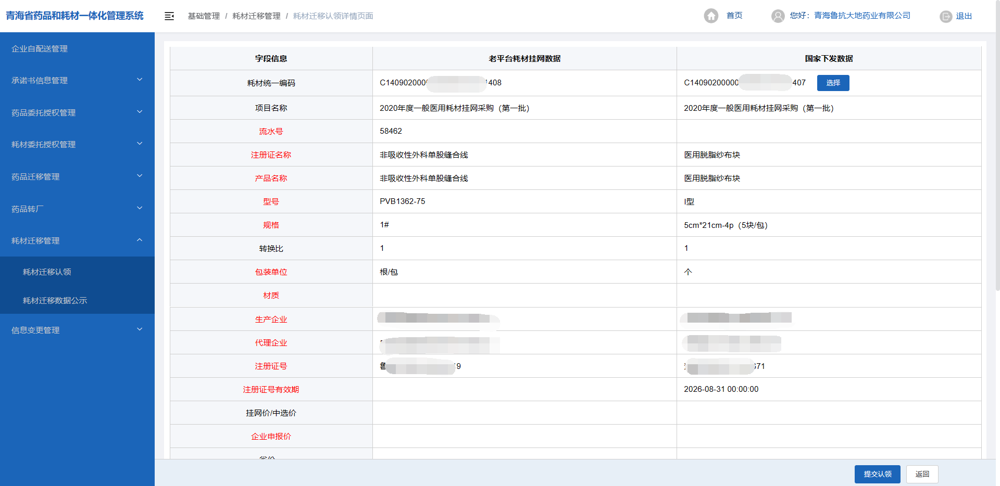 青海省药品和耗材一体化管理系统
基础管理 / 耗材迁移管理 / 耗材迁移认领详情页面
首页
您好：青海鲁抗大地药业有限公司
退出
企业自配送管理
承诺书信息管理
药品委托授权管理
耗材委托授权管理
药品迁移管理
药品转厂
耗材迁移管理
耗材迁移认领
耗材迁移数据公示
信息变更管理
字段信息 老平台耗材挂网数据 国家下发数据
耗材统一编码 C140902000 1408 C14090200000 407 选择
项目名称 2020年度一般医用耗材挂网采购（第一批） 2020年度一般医用耗材挂网采购（第一批）
流水号 58462
注册证名称 非吸收性外科单股缝合线 医用脱脂纱布块
产品名称 非吸收性外科单股缝合线 医用脱脂纱布块
型号 PVB1362-75 I型
规格 1# 5cm*21cm-4p（5块/包）
转换比 1 1
包装单位 根/包 个
材质
生产企业
代理企业
注册证号 鲁 9 71
注册证号有效期 2026-08-31 00:00:00
挂网价/中选价
企业申报价
提交认领 返回